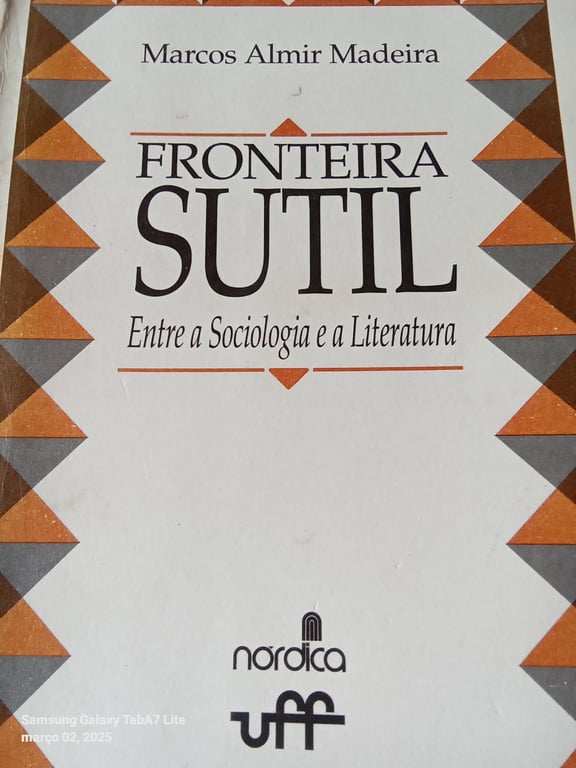 Marcos Almir Madeira
FRONTEIRA
SUTIL
Entre a Sociologia e a Literatura
nórdica
uff
Samsung Galaxy TabA7 Lite
março 02, 2025